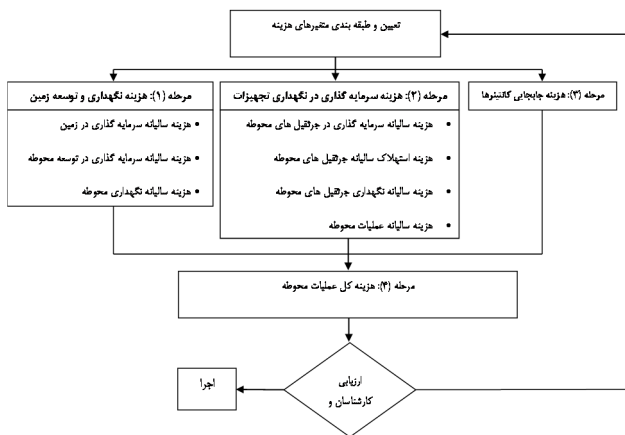 تعیین و طبقه بندی متغیرهای هزینه
مرحله (۱): هزینه نگهداری و توسعه زمین
هزینه سالیانه سرمایه گذاری در زمین
هزینه سالیانه سرمایه گذاری در توسعه محوطه
هزینه سالیانه نگهداری محوطه
مرحله (۲): هزینه سرمایه گذاری در نگهداری تجهیزات
هزینه سالیانه سرمایه گذاری در جرثقیل های محوطه
هزینه استهلاک سالیانه جرثقیل های محوطه
هزینه سالیانه نگهداری جرثقیل های محوطه
هزینه سالیانه عملیات محوطه
مرحله (۳): هزینه جابجایی کانتینرها
مرحله (۴): هزینه کل عملیات محوطه
ارزیابی
کارشناسان و
اجرا